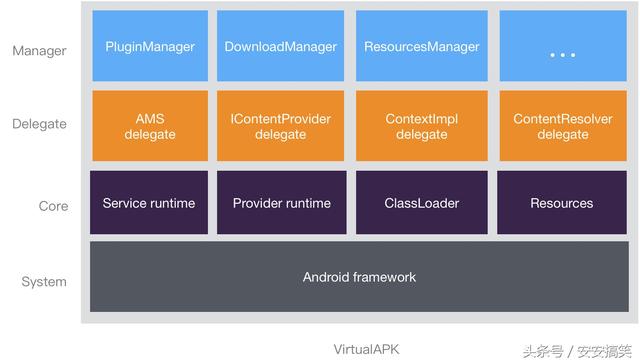 Manager
PluginManager
DownloadManager
ResourcesManager
...
Delegate
AMS
delegate
IContentProvider
delegate
ContextImpl
delegate
ContentResolver
delegate
Core
Service runtime
Provider runtime
ClassLoader
Resources
System
Android framework
VirtualAPK
头条号 / 安安搞笑